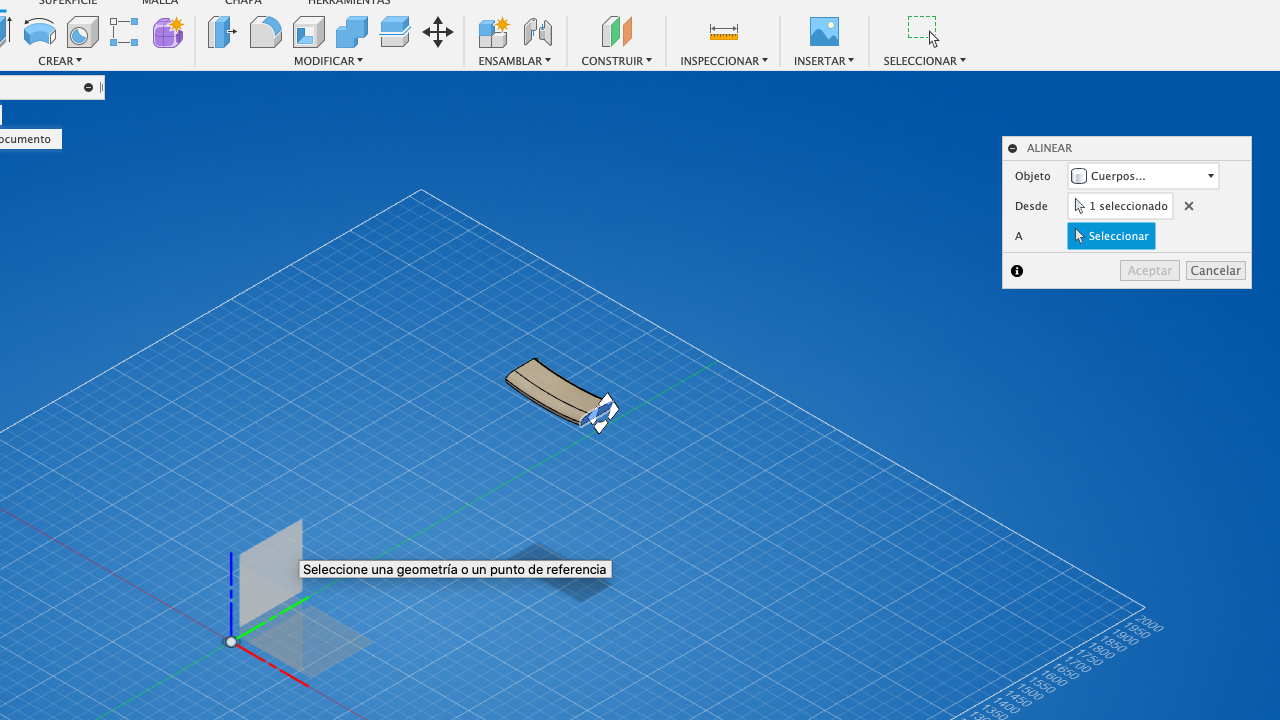 SUPERFICIE MALLA CHAPA HERRAMIENTAS
CREAR MODIFICAR ENSAMBLAR CONSTRUIR INSPECCIONAR INSERTAR SELECCIONAR
ocumento
ALINEAR
Objeto Cuerpos...
Desde 1 seleccionado
A Seleccionar
Aceptar Cancelar
Seleccione una geometría o un punto de referencia
2000
1950
1900
1850
1800
1750
1700
1650
1600
1550
1500
1450
1400
1350